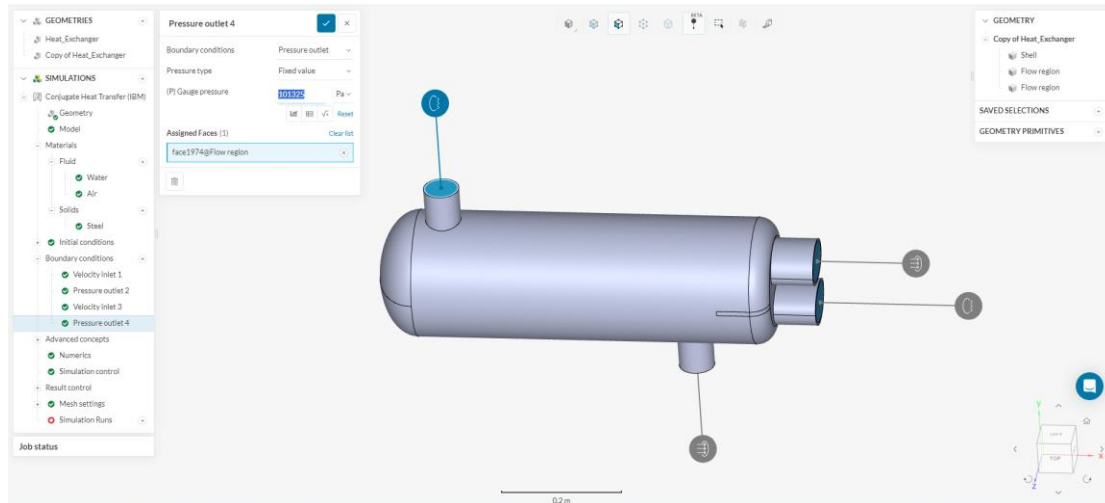 GEOMETRIES
Heat_Exchanger
Copy of Heat_Exchanger
SIMULATIONS
Conjugate Heat Transfer (IBM)
Geometry
Model
Materials
Fluid
Water
Air
Solids
Steel
Initial conditions
Boundary conditions
Velocity inlet 1
Pressure outlet 2
Velocity inlet 3
Pressure outlet 4
Advanced concepts
Numerics
Simulation control
Result control
Mesh settings
Simulation Runs
Job status
Pressure outlet 4
Boundary conditions Pressure outlet
Pressure type Fixed value
(P) Gauge pressure 101325 Pa
Reset
Assigned Faces (1) Clear list
face1974@Flow region
BETA
0.2 m
GEOMETRY
Copy of Heat_Exchanger
Shell
Flow region
Flow region
SAVED SELECTIONS
GEOMETRY PRIMITIVES
Y
LEFT
TOP
X
Z